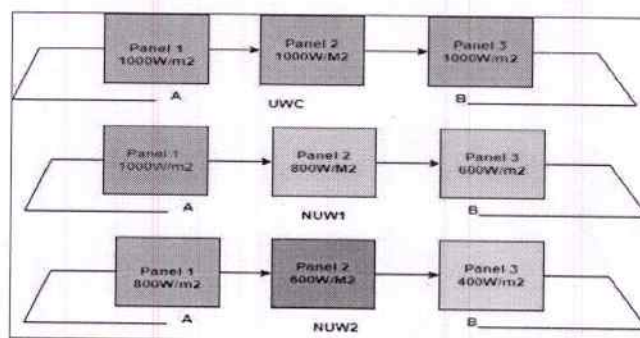 Panel 1
1000W/m2
Panel 2
1000W/M2
Panel 3
1000W/m2
A
UWC
B
Panel 1
1000W/m2
Panel 2
800W/M2
Panel 3
600W/m2
A
NUW1
B
Panel 1
800W/m2
Panel 2
600W/M2
Panel 3
400W/m2
A
NUW2
B